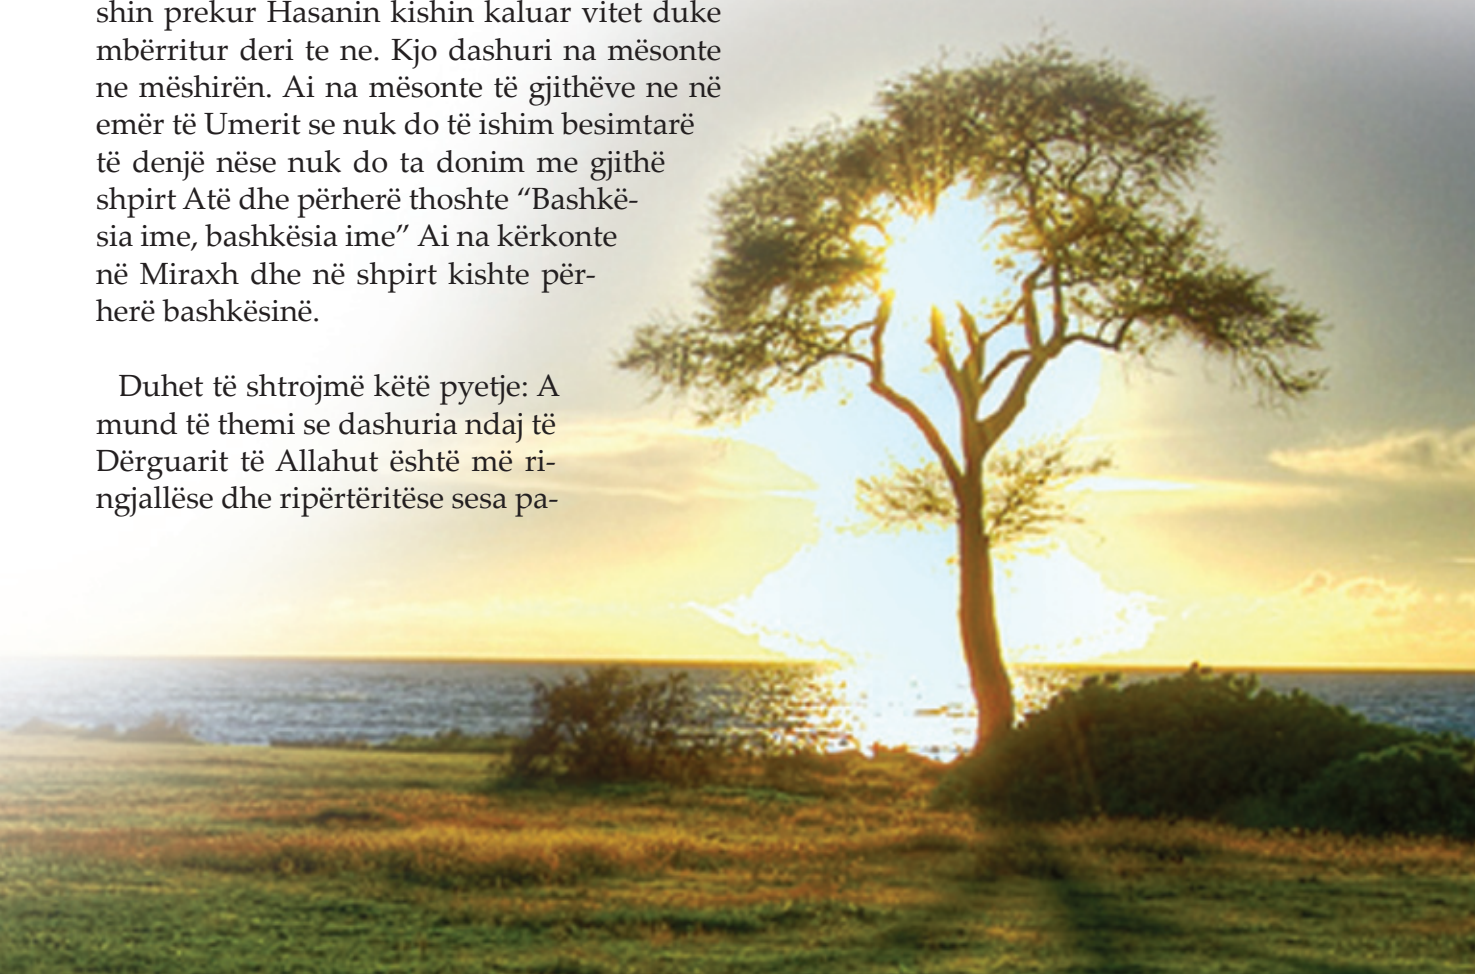 shin prekur Hasanin kishin kaluar vitet duke
mbërritur deri te ne. Kjo dashuri na mësonte
ne mëshirën. Ai na mësonte të gjithëve ne në
emër të Umerit se nuk do të ishim besimtarë
të denjë nëse nuk do ta donim me gjithë
shpirt Atë dhe përherë thoshte “Bashkë-
sia ime, bashkësia ime” Ai na kërkonte
në Miraxh dhe në shpirt kishte për-
herë bashkësinë.
Duhet të shtrojmë këtë pyetje: A
mund të themi se dashuria ndaj të
Dërguarit të Allahut është më ri-
ngjallëse dhe ripërtëritëse sesa pa-